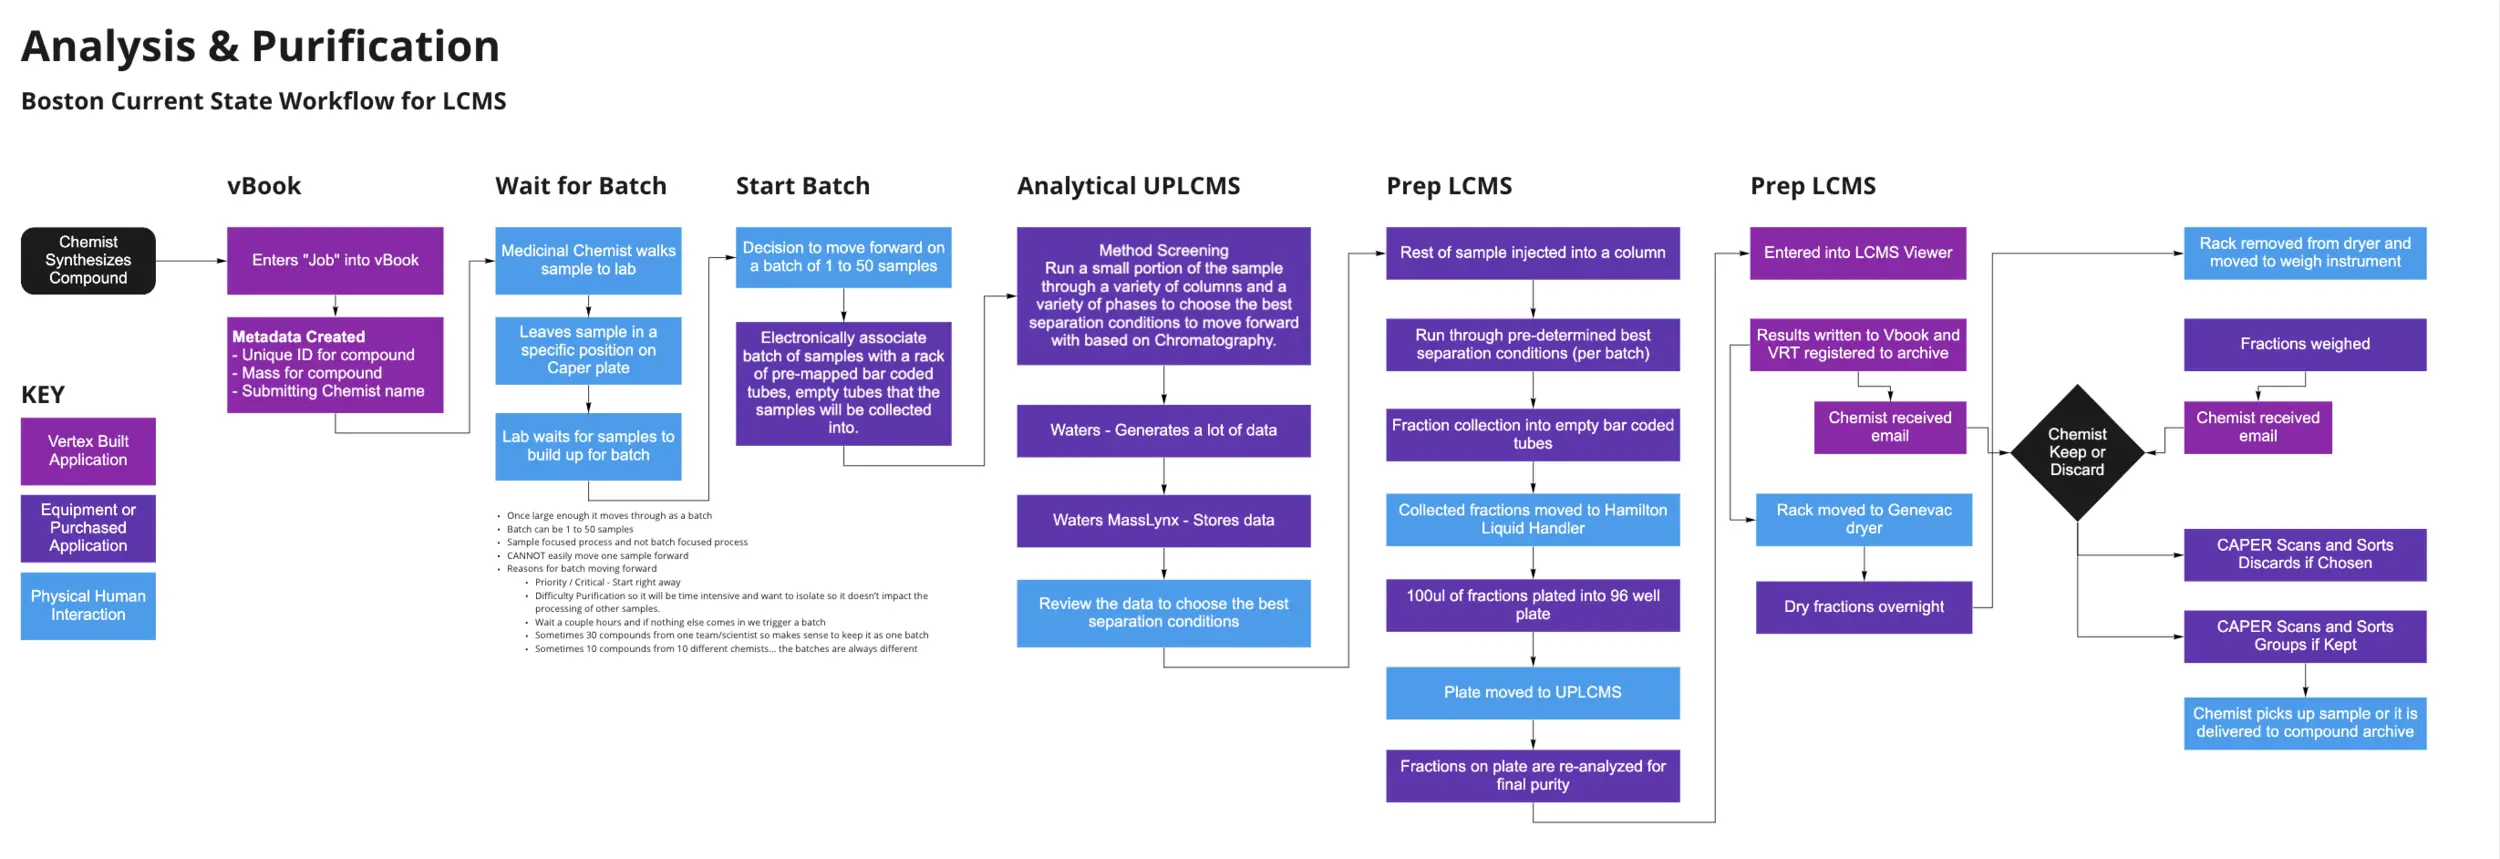 Analysis & Purification
Boston Current State Workflow for LCMS
vBook
Wait for Batch
Start Batch
Analytical UPLCMS
Prep LCMS
Prep LCMS
Chemist
Synthesizes
Compound
Enters "Job" into vBook
Metadata Created
- Unique ID for compound
- Mass for compound
- Submitting Chemist name
KEY
Vertex Built
Application
Equipment or
Purchased
Application
Physical Human
Interaction
Medicinal Chemist walks
sample to lab
Leaves sample in a
specific position on
Caper plate
Lab waits for samples to
build up for batch
• Once large enough it moves through as a batch
• Batch can be 1 to 50 samples
• Sample focused process and not batch focused process
• CANNOT easily move one sample forward
• Reasons for batch moving forward
• Priority / Critical - Start right away
• Difficulty Purification so it will be time intensive and want to isolate so it doesn't impact the
processing of other samples.
• Wait a couple hours and if nothing else comes in we trigger a batch
• Sometimes 30 compounds from one team/scientist so makes sense to keep it as one batch
• Sometimes 10 compounds from 10 different chemists... the batches are always different
Decision to move forward on
a batch of 1 to 50 samples
Electronically associate
batch of samples with a rack
of pre-mapped bar coded
tubes, empty tubes that the
samples will be collected
into.
Method Screening
Run a small portion of the sample
through a variety of columns and a
variety of phases to choose the best
separation conditions to move forward
with based on Chromatography.
Waters - Generates a lot of data
Waters MassLynx - Stores data
Review the data to choose the best
separation conditions
Rest of sample injected into a column
Run through pre-determined best
separation conditions (per batch)
Fraction collection into empty bar coded
tubes
Collected fractions moved to Hamilton
Liquid Handler
100ul of fractions plated into 96 well
plate
Plate moved to UPLCMS
Fractions on plate are re-analyzed for
final purity
Entered into LCMS Viewer
Results written to Vbook and
VRT registered to archive
Chemist received
email
Rack moved to Genevac
dryer
Dry fractions overnight
Chemist
Keep or
Discard
Rack removed from dryer and
moved to weigh instrument
Fractions weighed
Chemist received
email
CAPER Scans and Sorts
Discards if Chosen
CAPER Scans and Sorts
Groups if Kept
Chemist picks up sample or it is
delivered to compound archive